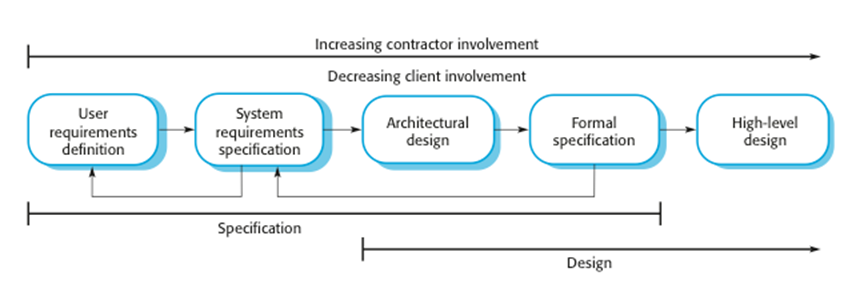 Increasing contractor involvement
Decreasing client involvement
User
requirements
definition
System
requirements
specification
Architectural
design
Formal
specification
High-level
design
Specification
Design